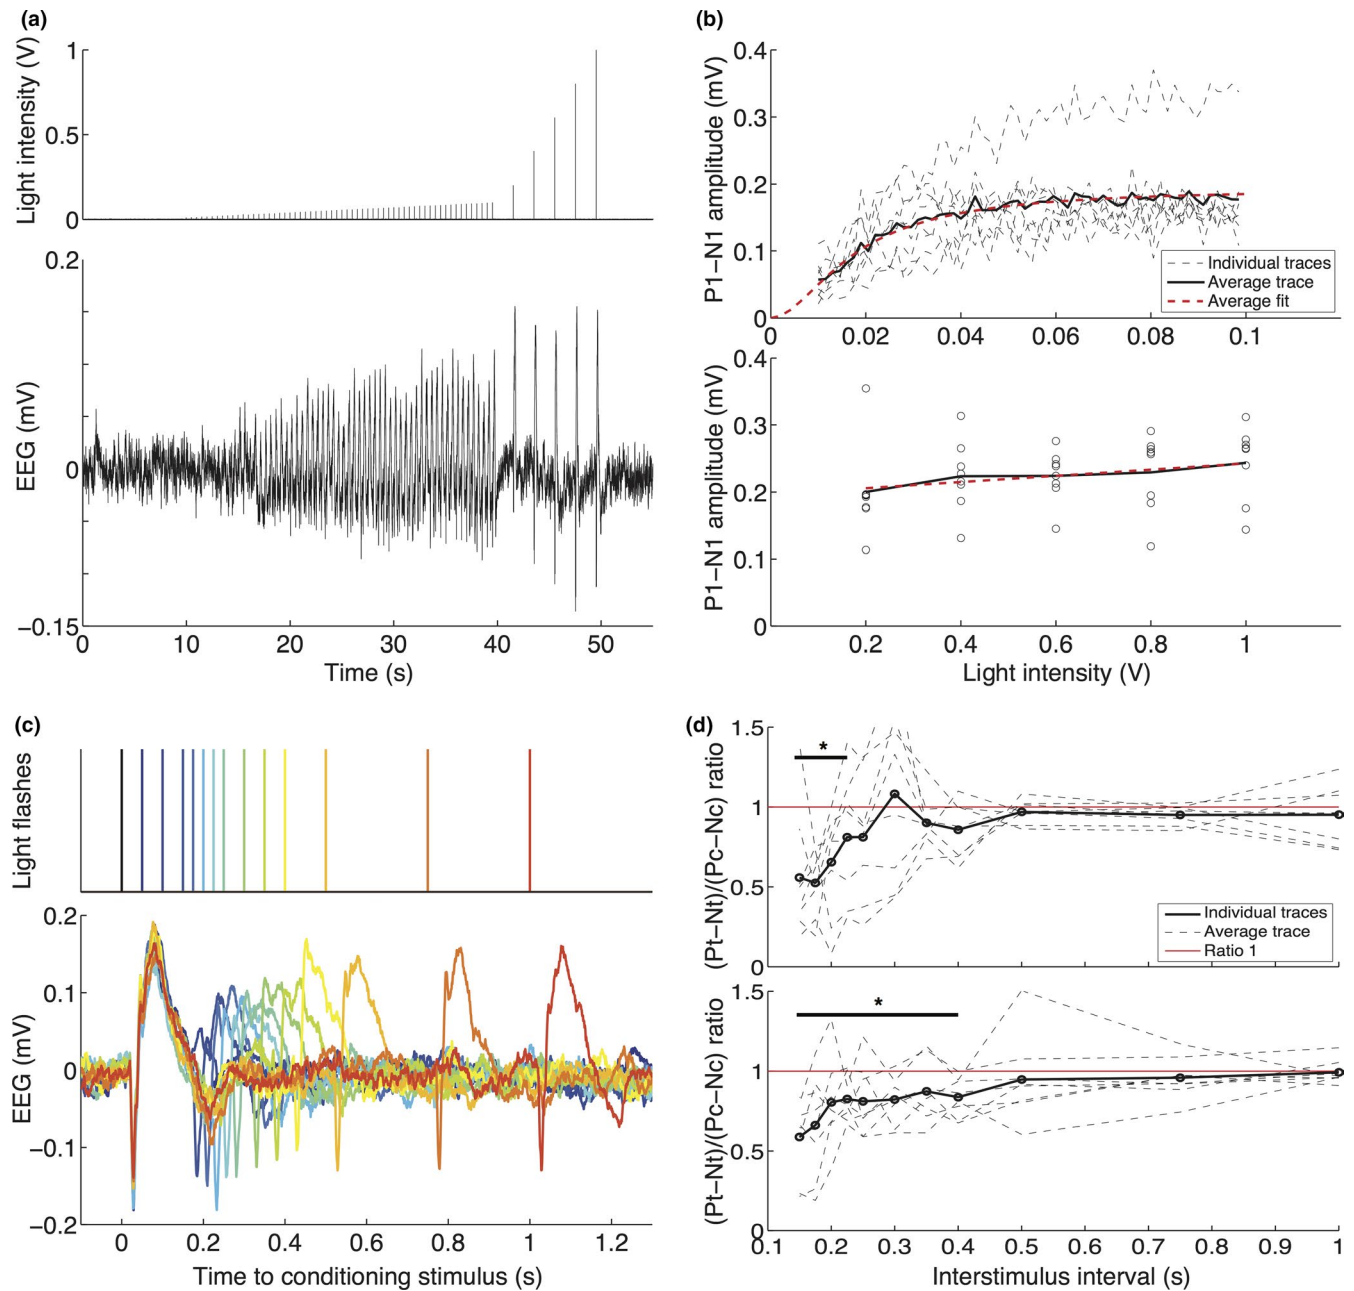 (a)
Light intensity (V)
1
0.5
0
EEG (mV)
0.2
0
−0.15
0 10 20 30 40 50
Time (s)
(b)
P1−N1 amplitude (mV)
0.4
0.3
0.2
0.1
0
Individual traces
Average trace
Average fit
0 0.02 0.04 0.06 0.08 0.1
P1−N1 amplitude (mV)
0.4
0.3
0.2
0.1
0
0.2 0.4 0.6 0.8 1
Light intensity (V)
(c)
Light flashes
EEG (mV)
0.2
0.1
0
−0.1
−0.2
0 0.2 0.4 0.6 0.8 1 1.2
Time to conditioning stimulus (s)
(d)
(Pt−Nt)/(Pc−Nc) ratio
1.5
1
0.5
0
*
Individual traces
Average trace
Ratio 1
(Pt−Nt)/(Pc−Nc) ratio
1.5
1
0.5
0
*
0.1 0.2 0.3 0.4 0.5 0.6 0.7 0.8 0.9 1
Interstimulus interval (s)